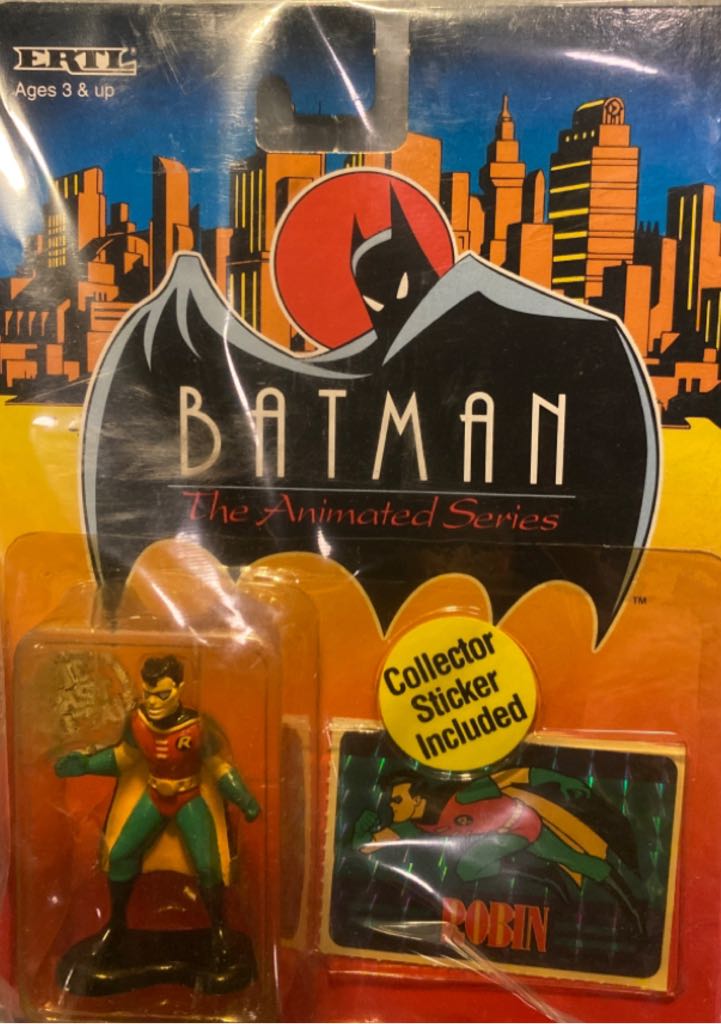 ERTL
Ages 3 & up
BATMAN
The Animated Series
TM
Collector
Sticker
Included
R
ROBIN